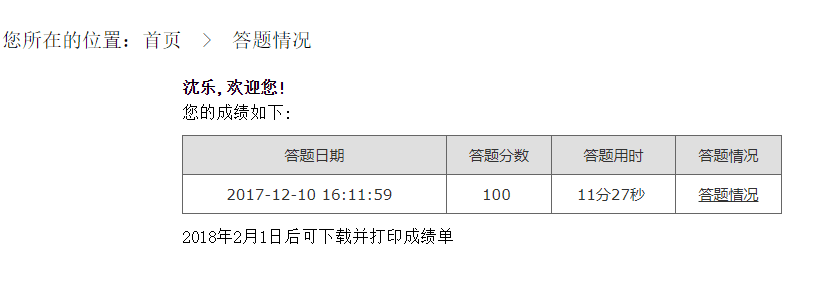 您所在的位置：首页 > 答题情况
沈乐,欢迎您!
您的成绩如下:
答题日期 答题分数 答题用时 答题情况
2017-12-10 16:11:59 100 11分27秒 答题情况
2018年2月1日后可下载并打印成绩单